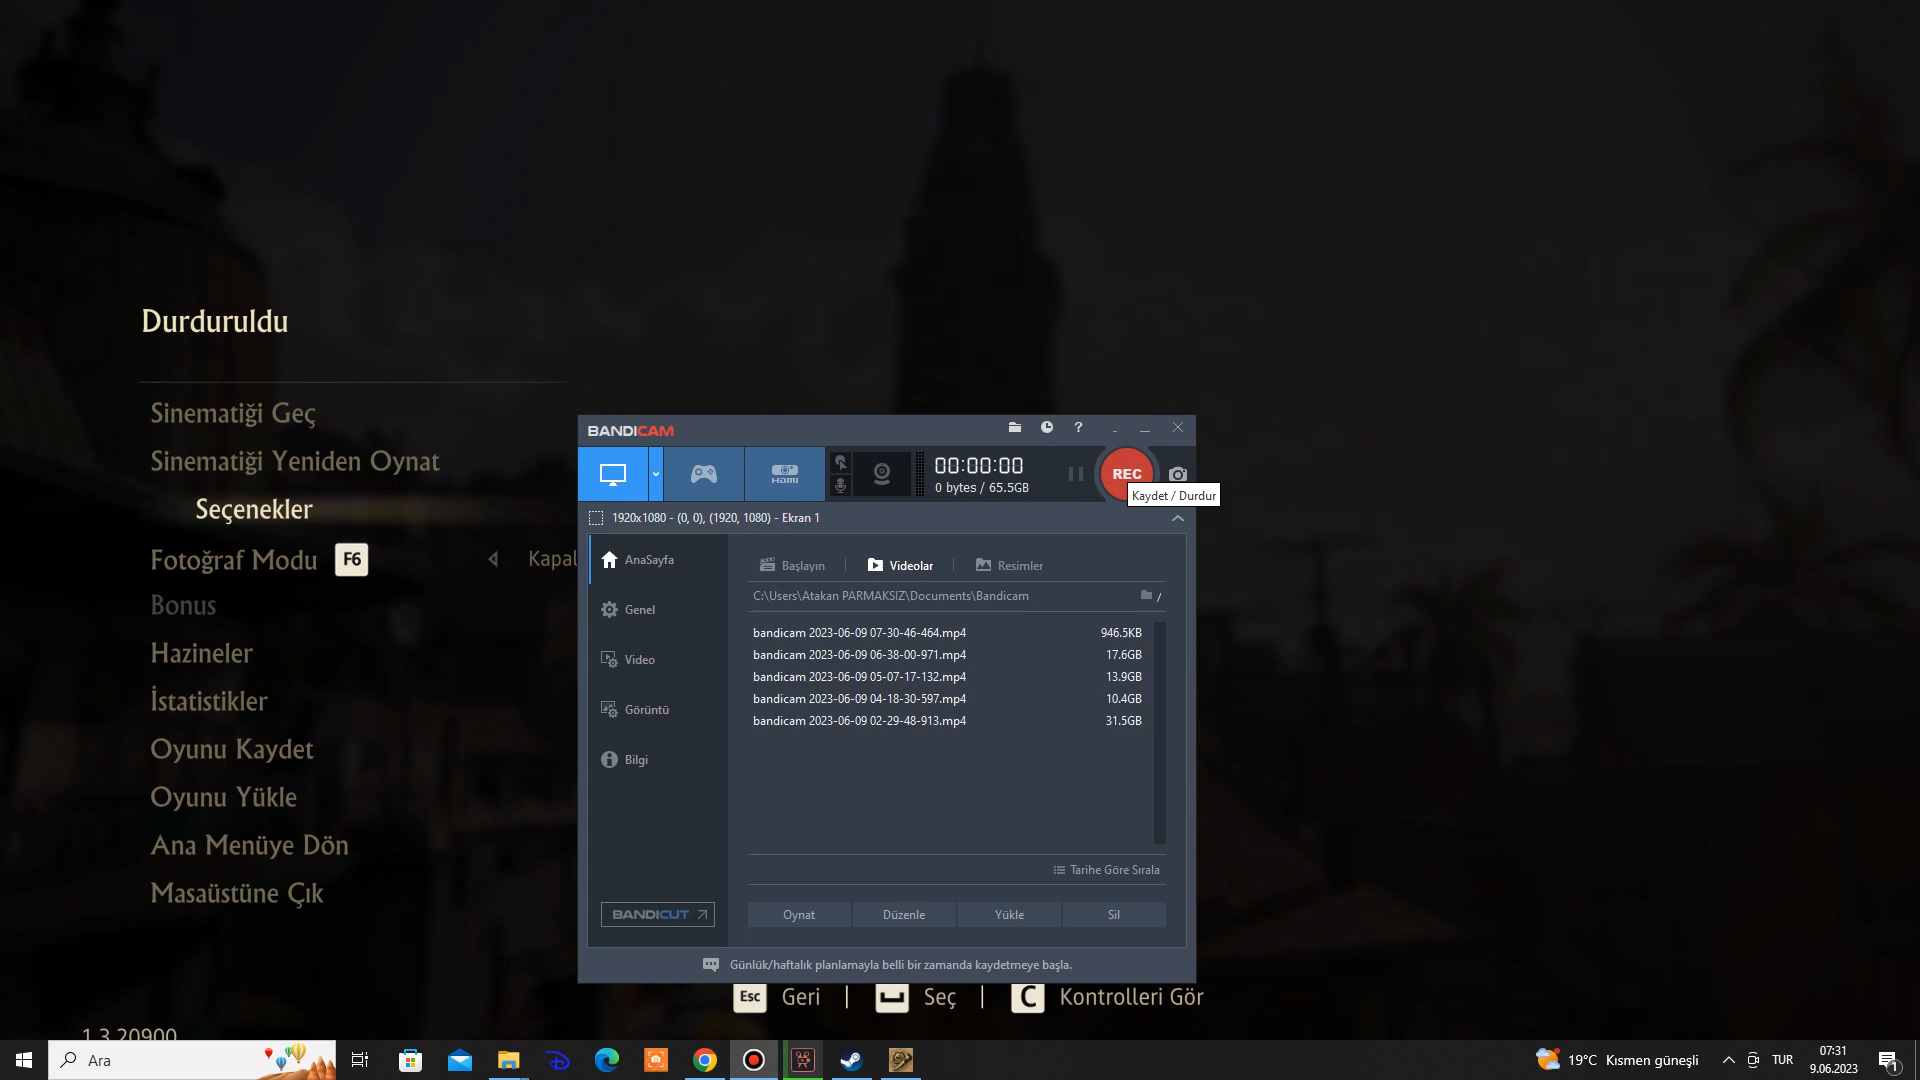 Durduruldu
Sinematiği Geç
Sinematiği Yeniden Oynat
Seçenekler
Fotoğraf Modu F6 Kapal
Bonus
Hazineler
İstatistikler
Oyunu Kaydet
Oyunu Yükle
Ana Menüye Dön
Masaüstüne Çık
1.3.20900
BANDICAM
?
HDMI
00:00:00
0 bytes / 65.5GB
REC
Kaydet / Durdur
1920x1080 - (0, 0), (1920, 1080) - Ekran 1
AnaSayfa
Genel
Video
Görüntü
Bilgi
BANDICUT
Başlayın
Videolar
Resimler
C:\Users\Atakan PARMAKSIZ\Documents\Bandicam
/
bandicam 2023-06-09 07-30-46-464.mp4 946.5KB
bandicam 2023-06-09 06-38-00-971.mp4 17.6GB
bandicam 2023-06-09 05-07-17-132.mp4 13.9GB
bandicam 2023-06-09 04-18-30-597.mp4 10.4GB
bandicam 2023-06-09 02-29-48-913.mp4 31.5GB
Tarihe Göre Sırala
Oynat Düzenle Yükle Sil
Günlük/haftalık planlamayla belli bir zamanda kaydetmeye başla.
Esc Geri | Seç | C Kontrolleri Gör
Ara
19°C Kısmen güneşli
TUR
07:31
9.06.2023
1